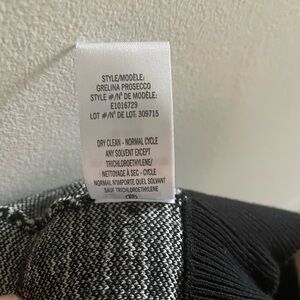 STYLE/MODÈLE:
GRELINA PROSECCO
STYLE #/N° DE MODÈLE:
E1016729
LOT #/N° DE LOT: 309715
DRY CLEAN - NORMAL CYCLE
ANY SOLVENT EXCEPT
TRICHLOROETHYLENE/
NETTOYAGE À SEC - CYCLE
NORMAL N'IMPORTE QUEL SOLVANT
SAUF TRICHLOROETHYLENE